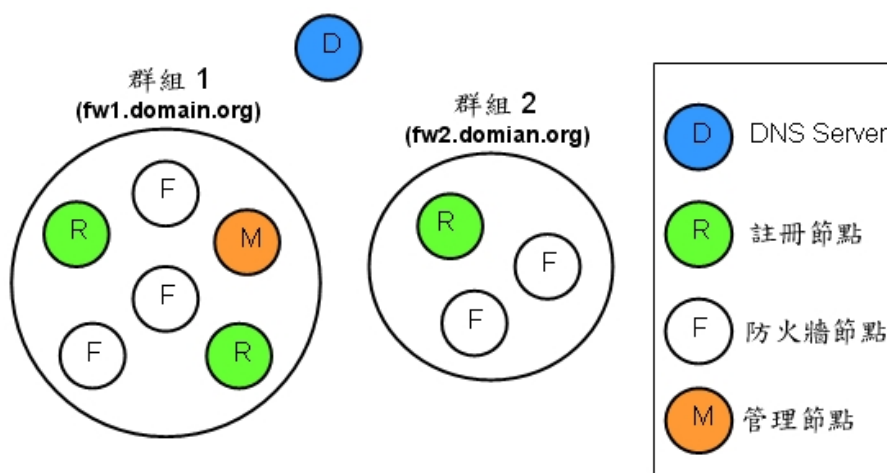 D
群組 1
(fw1.domain.org)
F
R
M
F
F
R
群組 2
(fw2.domian.org)
R
F
F
D DNS Server
R 註冊節點
F 防火牆節點
M 管理節點